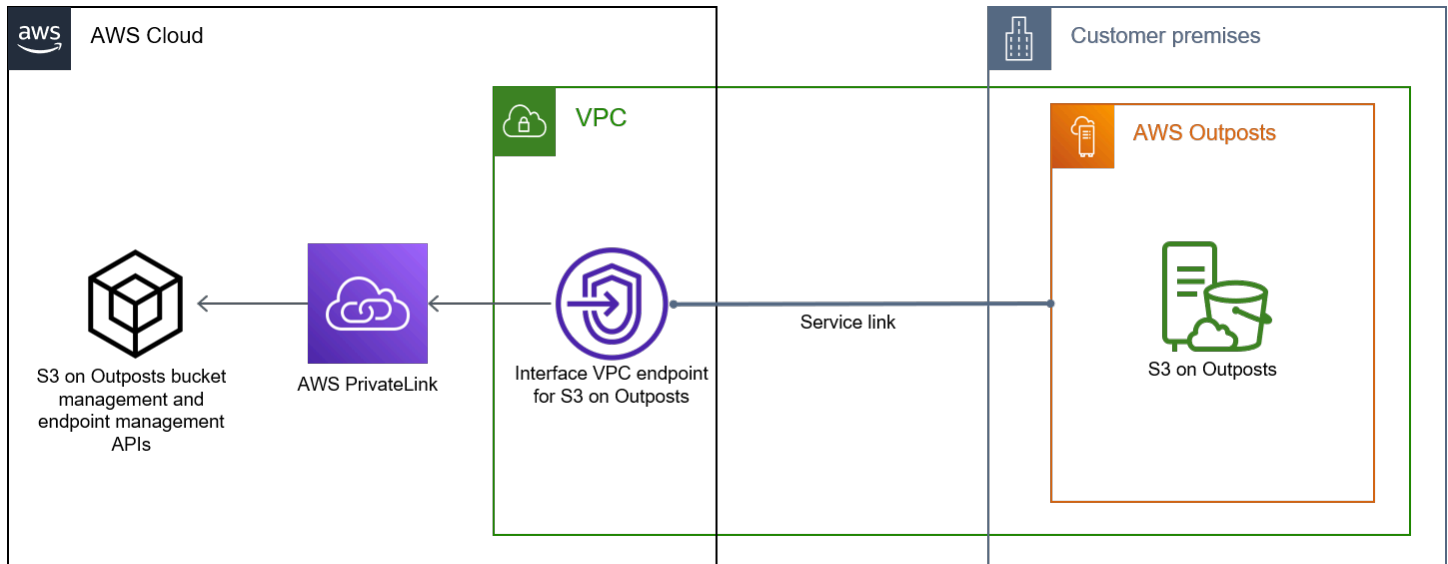 aws
AWS Cloud
Customer premises
VPC
AWS Outposts
Service link
S3 on Outposts bucket
management and
endpoint management
APIs
AWS PrivateLink
Interface VPC endpoint
for S3 on Outposts
S3 on Outposts